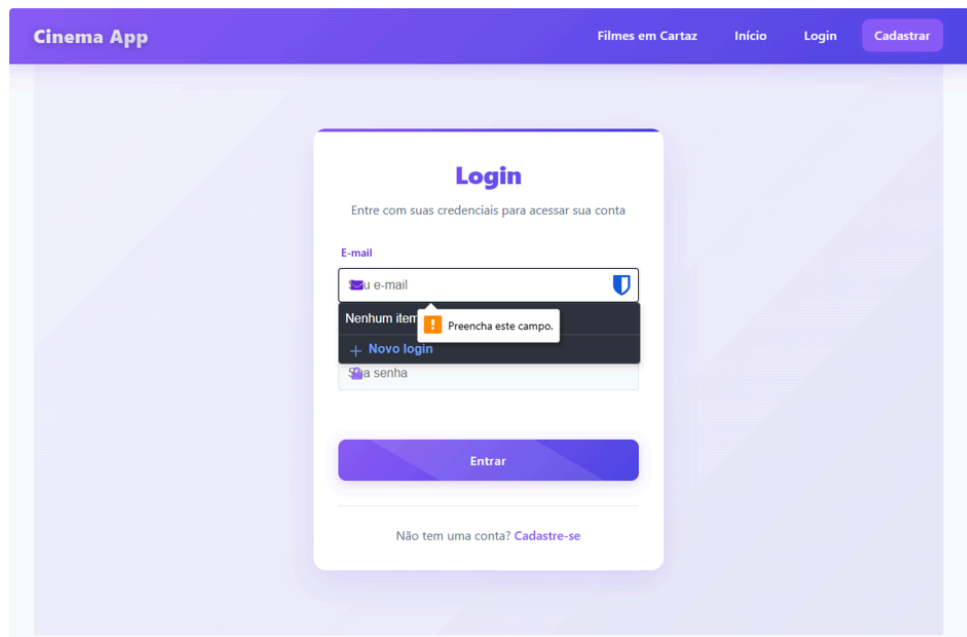 Cinema App
Filmes em Cartaz
Início
Login
Cadastrar
Login
Entre com suas credenciais para acessar sua conta
E-mail
u e-mail
Nenhum item
Preencha este campo.
Novo login
a senha
Entrar
Não tem uma conta? Cadastre-se